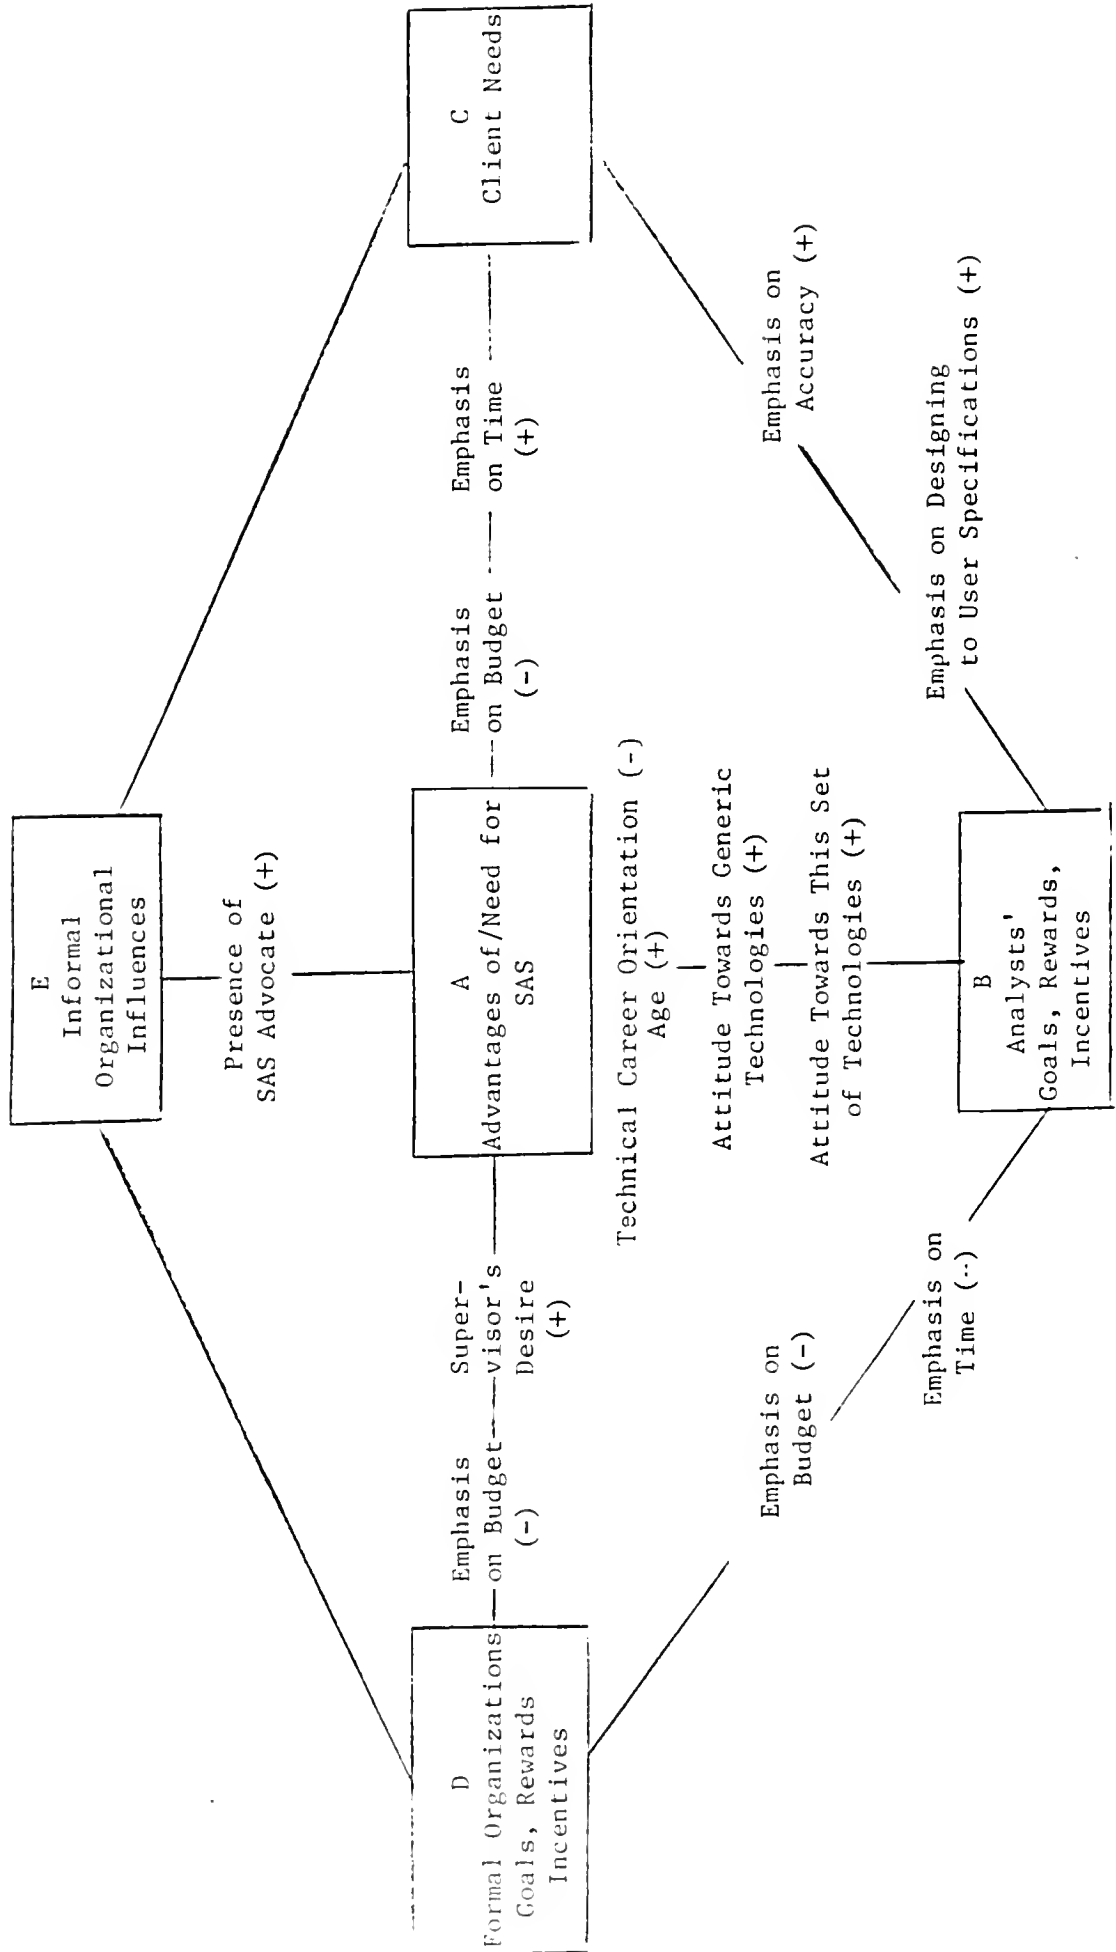 E
Informal
Organizational
Influences
Presence of
SAS Advocate (+)
D
Formal Organizations
Goals, Rewards
Incentives
Emphasis
on Budget
(-)
Super-
visor's
Desire
(+)
A
Advantages of/Need for
SAS
Emphasis
on Budget
(-)
Emphasis
on Time
(+)
C
Client Needs
Technical Career Orientation (-)
Age (+)
Attitude Towards Generic
Technologies (+)
Attitude Towards This Set
of Technologies (+)
Emphasis on
Budget (-)
Emphasis on
Time (-)
Emphasis on
Accuracy (+)
Emphasis on Designing
to User Specifications (+)
B
Analysts'
Goals, Rewards,
Incentives